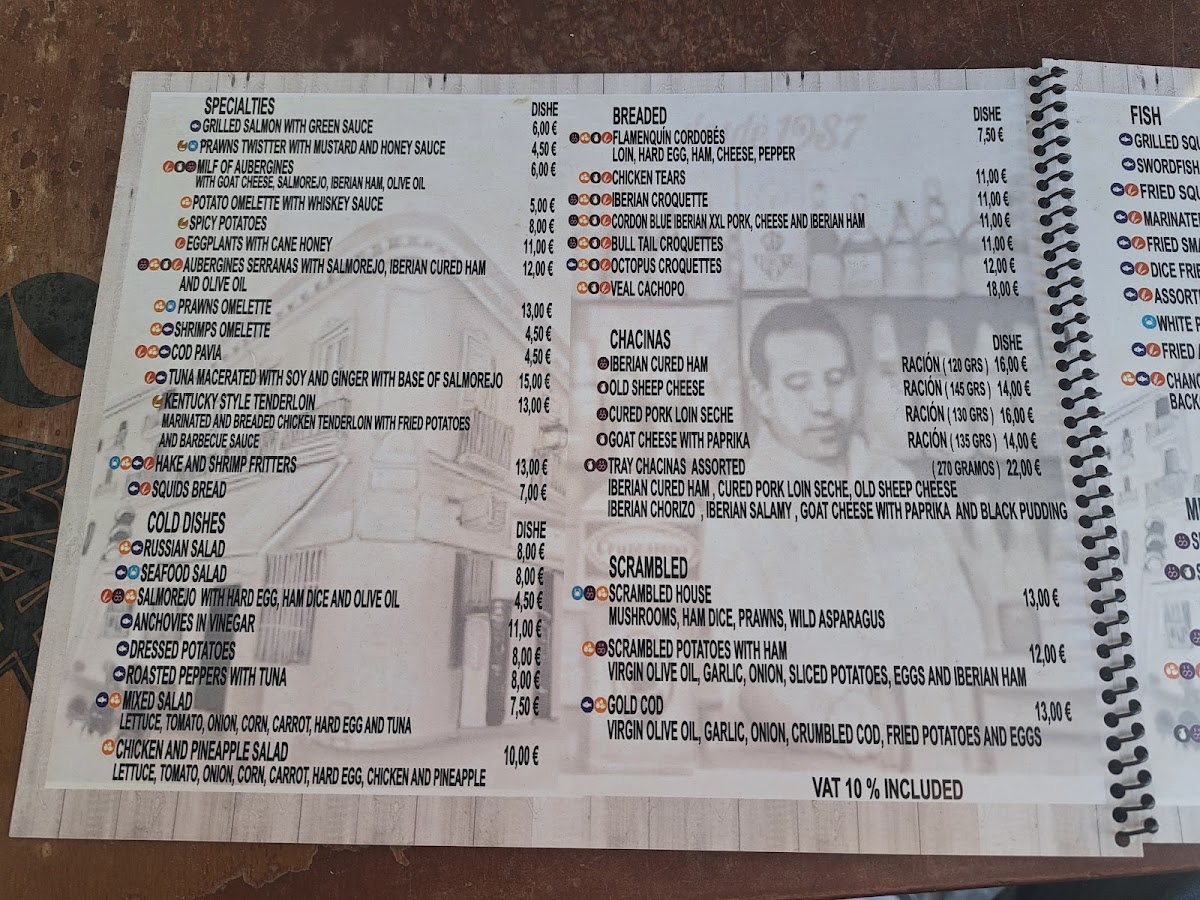 SPECIALTIES DISHE
GRILLED SALMON WITH GREEN SAUCE 6,00 €
PRAWNS TWISTTER WITH MUSTARD AND HONEY SAUCE 4,50 €
MILF OF AUBERGINES 6,00 €
WITH GOAT CHEESE, SALMOREJO, IBERIAN HAM, OLIVE OIL
POTATO OMELETTE WITH WHISKEY SAUCE 5,00 €
SPICY POTATOES 8,00 €
EGGPLANTS WITH CANE HONEY 11,00 €
AUBERGINES SERRANAS WITH SALMOREJO, IBERIAN CURED HAM 12,00 €
AND OLIVE OIL
PRAWNS OMELETTE 13,00 €
SHRIMPS OMELETTE 4,50 €
COD PAVIA 4,50 €
TUNA MACERATED WITH SOY AND GINGER WITH BASE OF SALMOREJO 15,00 €
KENTUCKY STYLE TENDERLOIN 13,00 €
MARINATED AND BREADED CHICKEN TENDERLOIN WITH FRIED POTATOES
AND BARBECUE SAUCE
HAKE AND SHRIMP FRITTERS 13,00 €
SQUIDS BREAD 7,00 €
COLD DISHES DISHE
RUSSIAN SALAD 8,00 €
SEAFOOD SALAD 8,00 €
SALMOREJO WITH HARD EGG, HAM DICE AND OLIVE OIL 4,50 €
ANCHOVIES IN VINEGAR 11,00 €
DRESSED POTATOES 8,00 €
ROASTED PEPPERS WITH TUNA 8,00 €
MIXED SALAD 7,50 €
LETTUCE, TOMATO, ONION, CORN, CARROT, HARD EGG AND TUNA
CHICKEN AND PINEAPPLE SALAD 10,00 €
LETTUCE, TOMATO, ONION, CORN, CARROT, HARD EGG, CHICKEN AND PINEAPPLE
BREADED DISHE
desde 1987
FLAMENQUÍN CORDOBÉS 7,50 €
LOIN, HARD EGG, HAM, CHEESE, PEPPER
CHICKEN TEARS 11,00 €
IBERIAN CROQUETTE 11,00 €
CORDON BLUE IBERIAN XXL PORK, CHEESE AND IBERIAN HAM 11,00 €
BULL TAIL CROQUETTES 11,00 €
OCTOPUS CROQUETTES 12,00 €
VEAL CACHOPO 18,00 €
CHACINAS DISHE
IBERIAN CURED HAM RACIÓN ( 120 GRS ) 16,00 €
OLD SHEEP CHEESE RACIÓN ( 145 GRS ) 14,00 €
CURED PORK LOIN SECHE RACIÓN ( 130 GRS ) 16,00 €
GOAT CHEESE WITH PAPRIKA RACIÓN ( 135 GRS ) 14,00 €
TRAY CHACINAS ASSORTED ( 270 GRAMOS ) 22,00 €
IBERIAN CURED HAM , CURED PORK LOIN SECHE, OLD SHEEP CHEESE
IBERIAN CHORIZO , IBERIAN SALAMY , GOAT CHEESE WITH PAPRIKA AND BLACK PUDDING
SCRAMBLED
SCRAMBLED HOUSE 13,00 €
MUSHROOMS, HAM DICE, PRAWNS, WILD ASPARAGUS
SCRAMBLED POTATOES WITH HAM 12,00 €
VIRGIN OLIVE OIL, GARLIC, ONION, SLICED POTATOES, EGGS AND IBERIAN HAM
GOLD COD 13,00 €
VIRGIN OLIVE OIL, GARLIC, ONION, CRUMBLED COD, FRIED POTATOES AND EGGS
VAT 10 % INCLUDED
FISH
GRILLED SQU
SWORDFISH
FRIED SQU
MARINATE
FRIED SMA
DICE FRIE
ASSORTI
WHITE
FRIED
BACK